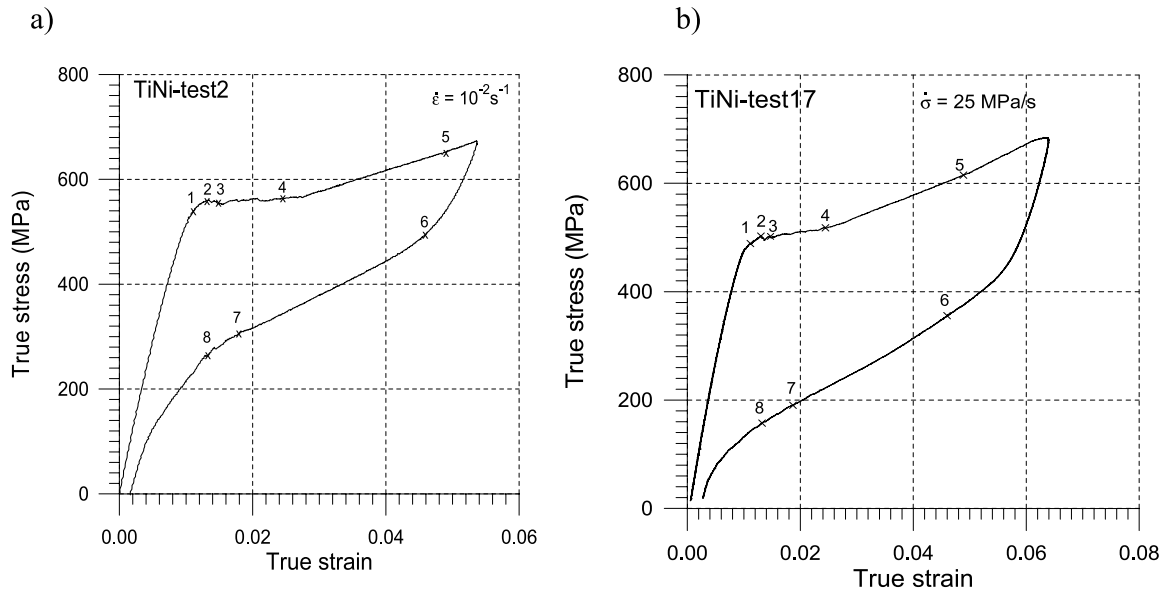 a)
TiNi-test2
ε̇ = 10⁻²s⁻¹
800
600
400
200
0
True stress (MPa)
1 2 3 4 5
6
7
8
0.00 0.02 0.04 0.06
True strain
b)
TiNi-test17
σ̇ = 25 MPa/s
800
600
400
200
0
True stress (MPa)
1 2 3 4 5
6
7
8
0.00 0.02 0.04 0.06 0.08
True strain